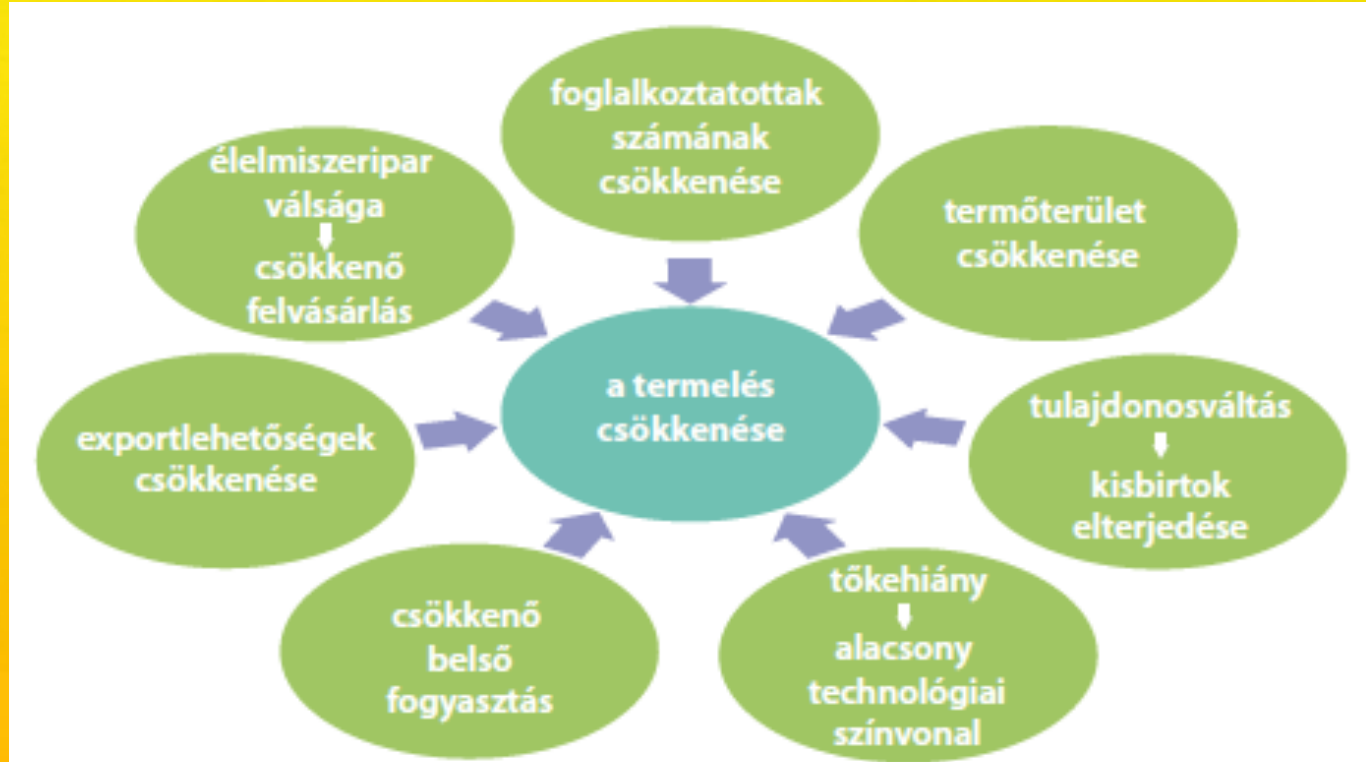 foglalkoztatottak
számának
csökkenése
élelmiszeripar
válsága
csökkenő
felvásárlás
termőterület
csökkenése
a termelés
csökkenése
exportlehetőségek
csökkenése
tulajdonosváltás
kisbirtok
elterjedése
csökkenő
belső
fogyasztás
tőkehiány
alacsony
technológiai
színvonal